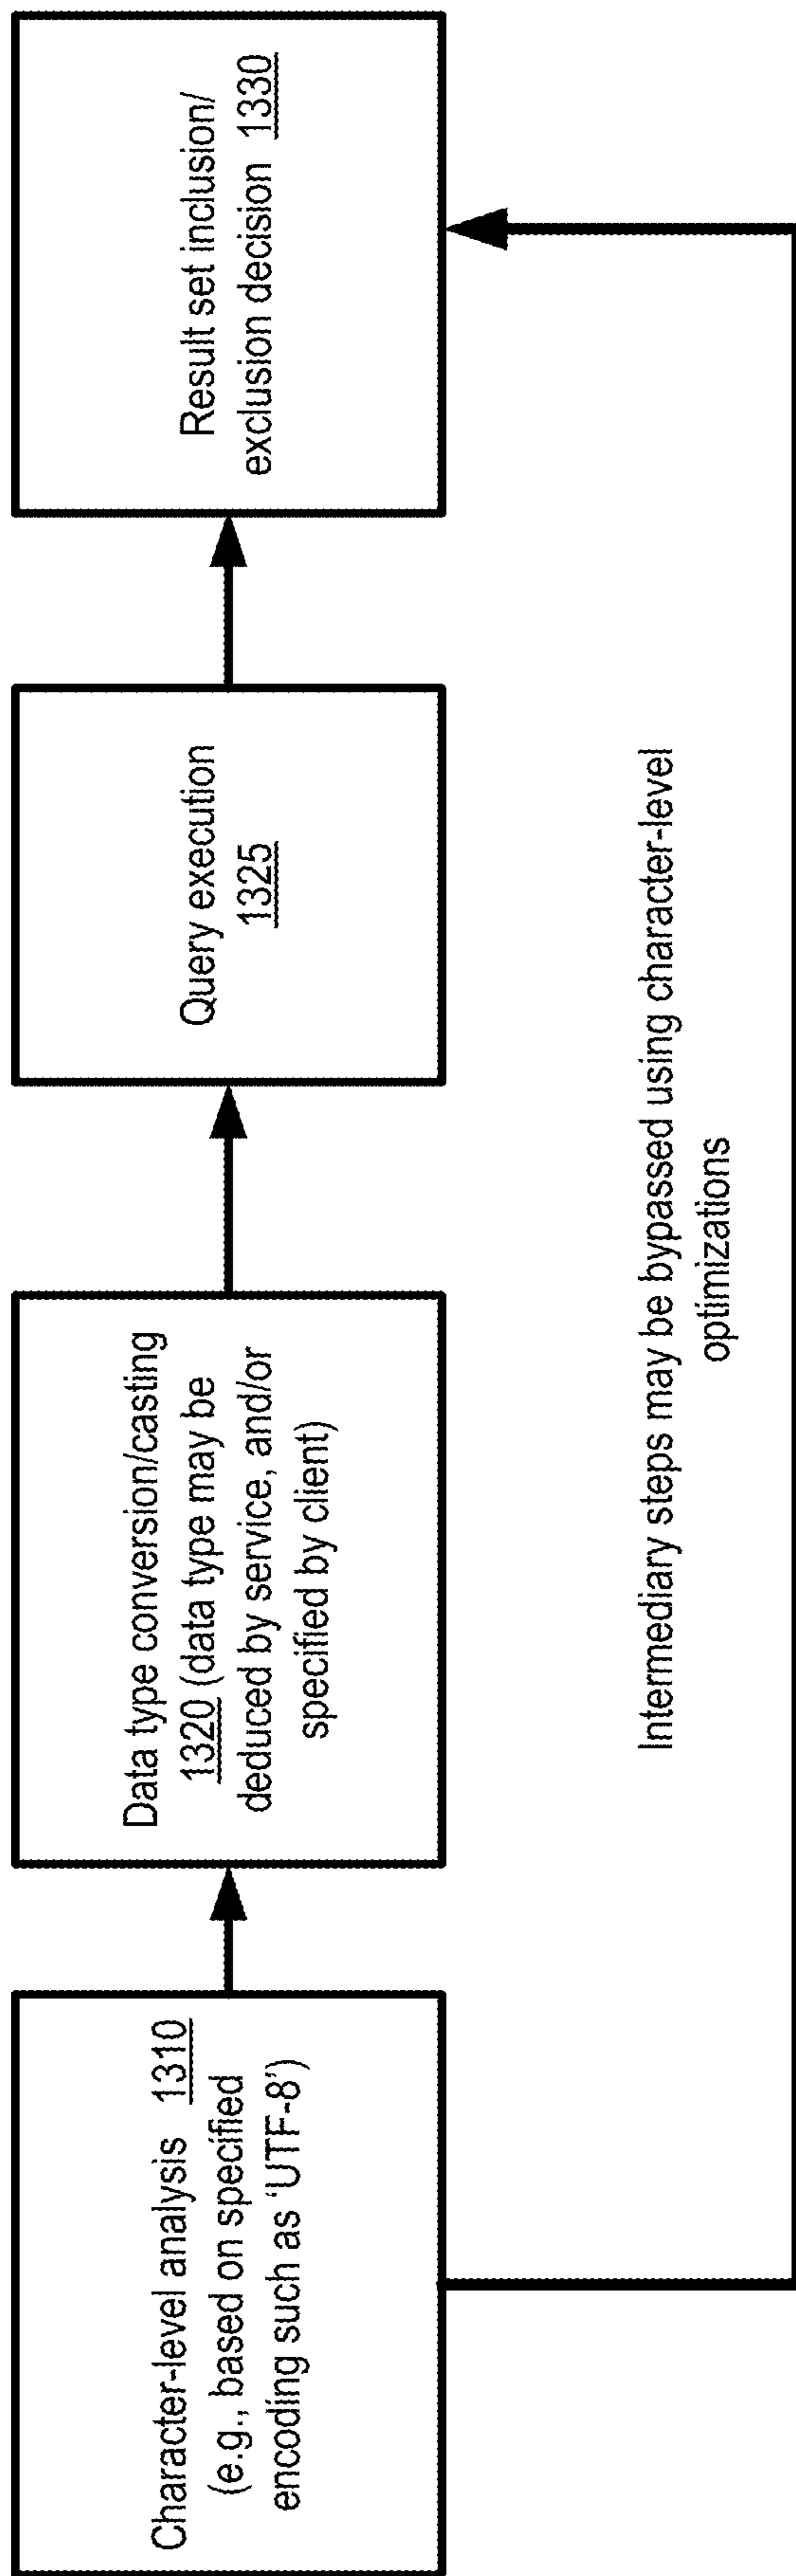 Character-level analysis 1310
(e.g., based on specified
encoding such as ‘UTF-8’)
Data type conversion/casting
1320 (data type may be
deduced by service, and/or
specified by client)
Query execution
1325
Result set inclusion/
exclusion decision 1330
Intermediary steps may be bypassed using character-level
optimizations